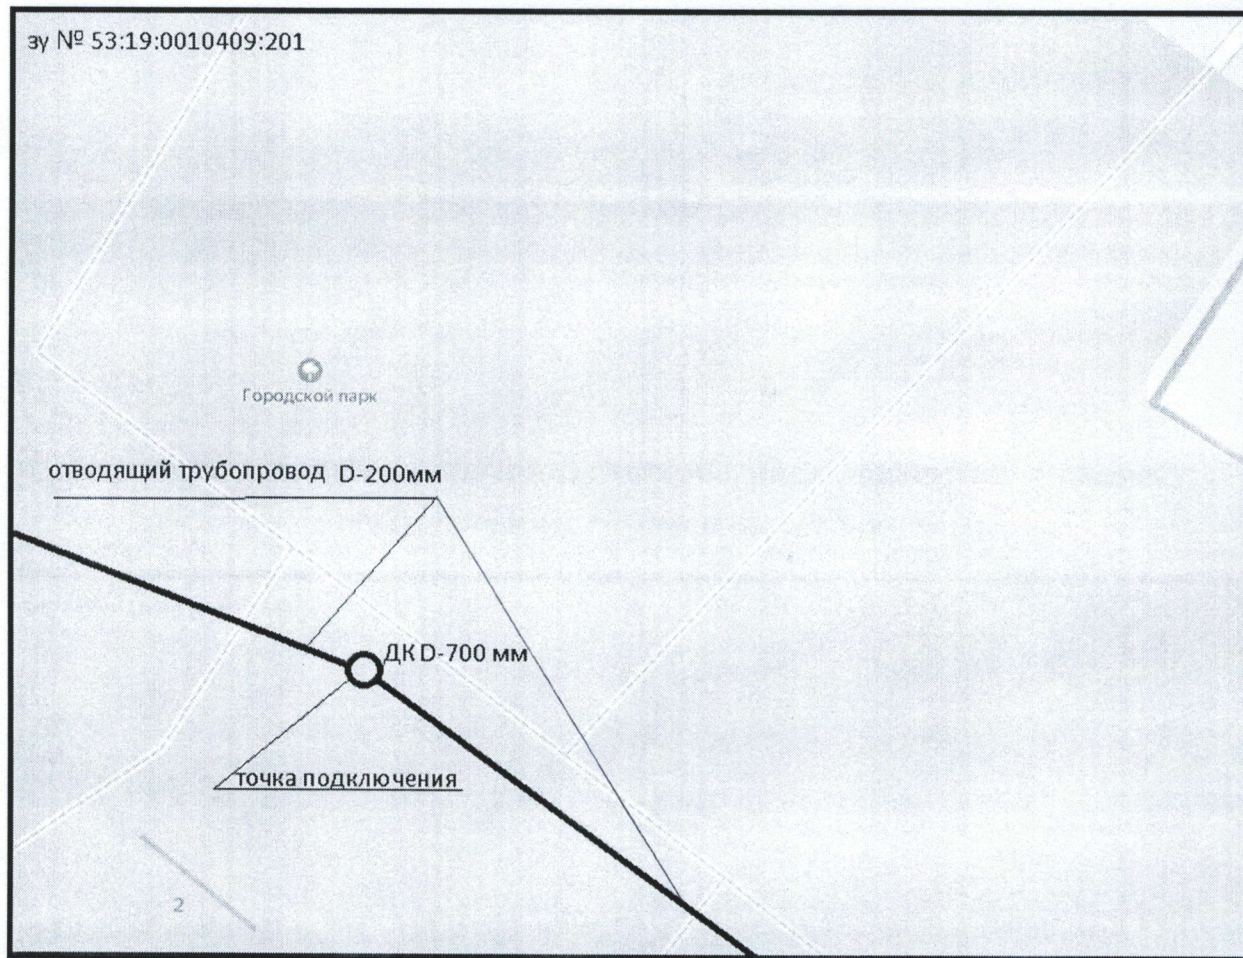 зу № 53:19:0010409:201
Городской парк
отводящий трубопровод D-200мм
ДК D-700 мм
точка подключения
2